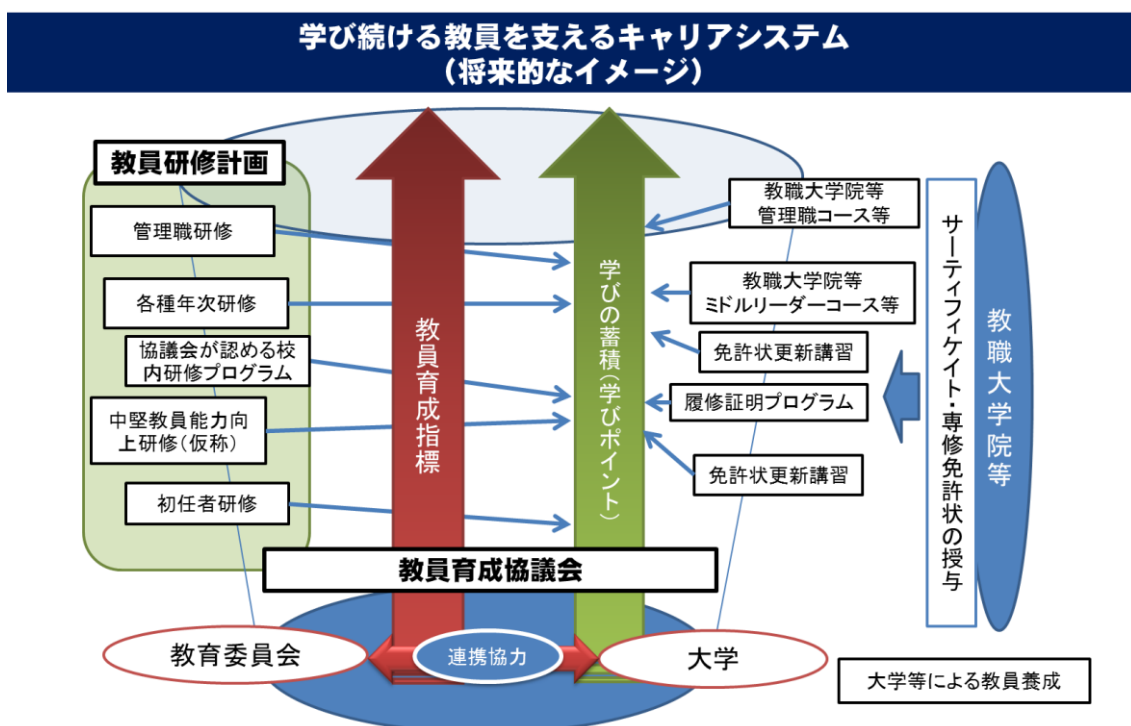 学び続ける教員を支えるキャリアシステム
（将来的なイメージ）
教員研修計画
管理職研修
各種年次研修
協議会が認める校
内研修プログラム
中堅教員能力向
上研修（仮称）
初任者研修
教員育成指標
学びの蓄積（学びポイント）
教職大学院等
管理職コース等
教職大学院等
ミドルリーダーコース等
免許状更新講習
履修証明プログラム
免許状更新講習
サーティフィケイト・専修免許状の授与
教職大学院等
教員育成協議会
教育委員会
連携協力
大学
大学等による教員養成